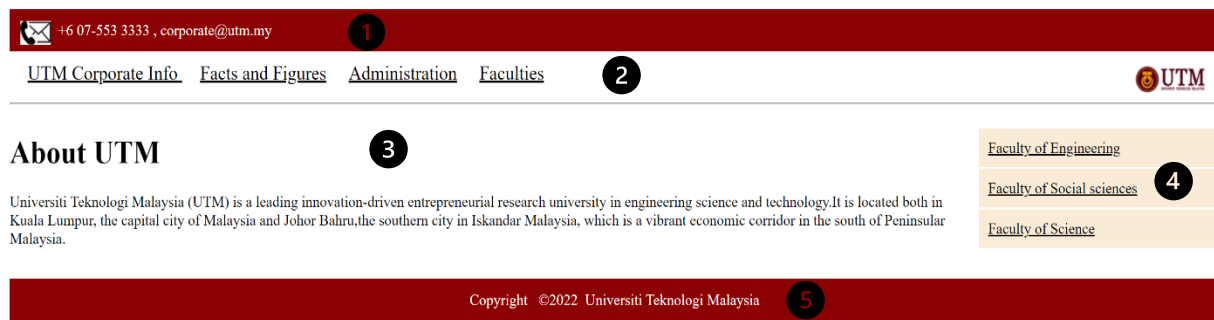 +6 07-553 3333 , corporate@utm.my
1
UTM Corporate Info Facts and Figures Administration Faculties
2
UTM
About UTM
3
Universiti Teknologi Malaysia (UTM) is a leading innovation-driven entrepreneurial research university in engineering science and technology.It is located both in
Kuala Lumpur, the capital city of Malaysia and Johor Bahru,the southern city in Iskandar Malaysia, which is a vibrant economic corridor in the south of Peninsular
Malaysia.
Faculty of Engineering
Faculty of Social sciences
4
Faculty of Science
Copyright ©2022 Universiti Teknologi Malaysia
5